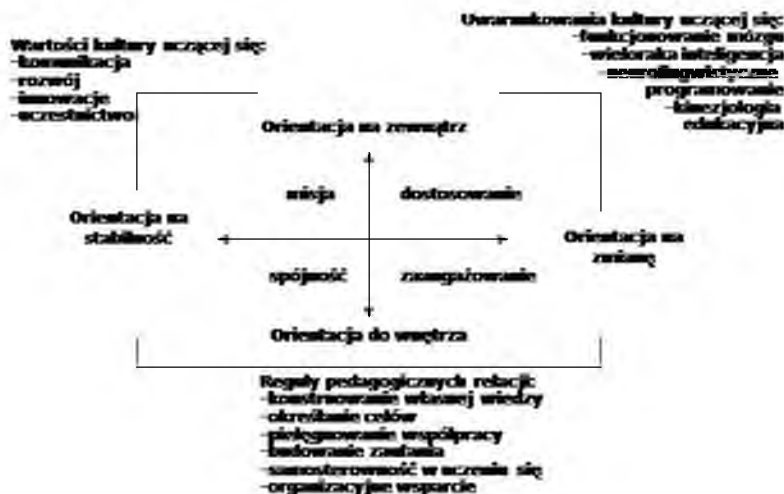 Wartości kultury uczącej się:
-komunikacja
-rozwój
-innowacje
-uczestnictwo
Uwarunkowania kultury uczącej się:
-funkcjonowanie mózgu
-wieloraka inteligencja
-neurolingwistyczne
programowanie
-kinezjologia
edukacyjna
Orientacja na zewnątrz
misja
dostosowanie
Orientacja na
stabilność
Orientacja na
zmianę
spójność
zaangażowanie
Orientacja do wnętrza
Reguły pedagogicznych relacji:
-konstruowanie własnej wiedzy
-określanie celów
-pielęgnowanie współpracy
-budowanie zaufania
-samosterowność w uczeniu się
-organizacyjne wsparcie